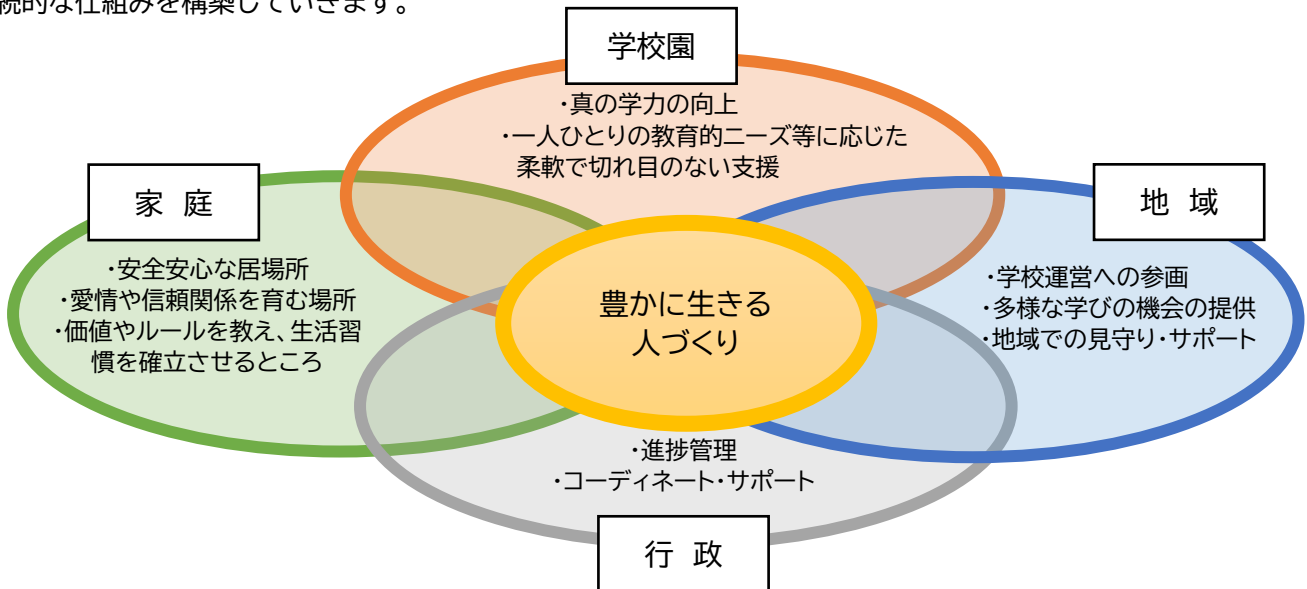 続的な仕組みを構築していきます。
学校園
・真の学力の向上
・一人ひとりの教育的ニーズ等に応じた
柔軟で切れ目のない支援
家 庭
・安全安心な居場所
・愛情や信頼関係を育む場所
・価値やルールを教え、生活習
慣を確立させるところ
豊かに生きる
人づくり
地 域
・学校運営への参画
・多様な学びの機会の提供
・地域での見守り・サポート
・進捗管理
・コーディネート・サポート
行 政